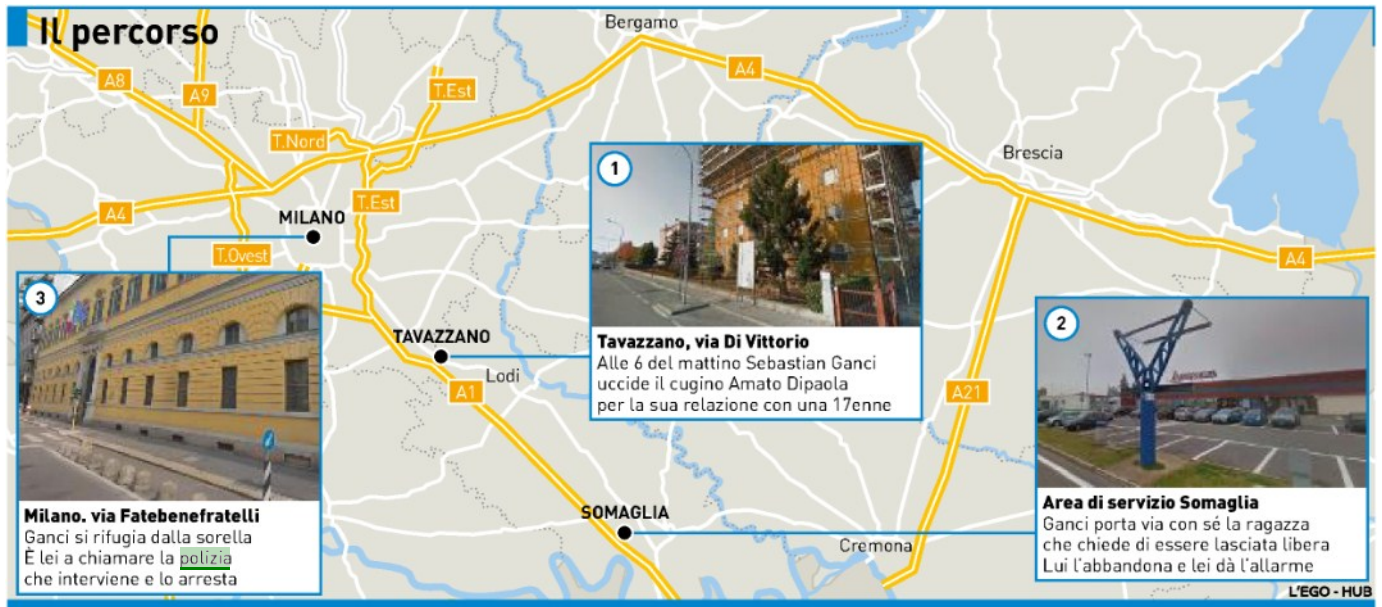 Il percorso
Bergamo
A8
A9
T.Est
A4
T.Nord
Brescia
A4
T.Est
MILANO
T.Ovest
A4
TAVAZZANO
Lodi
A1
A21
SOMAGLIA
Cremona
1
Tavazzano, via Di Vittorio
Alle 6 del mattino Sebastian Ganci
uccide il cugino Amato Dipaola
per la sua relazione con una 17enne
2
Area di servizio Somaglia
Ganci porta via con sé la ragazza
che chiede di essere lasciata libera
Lui l'abbandona e lei dà l'allarme
3
Milano. via Fatebenefratelli
Ganci si rifugia dalla sorella
È lei a chiamare la polizia
che interviene e lo arresta
L'EGO - HUB